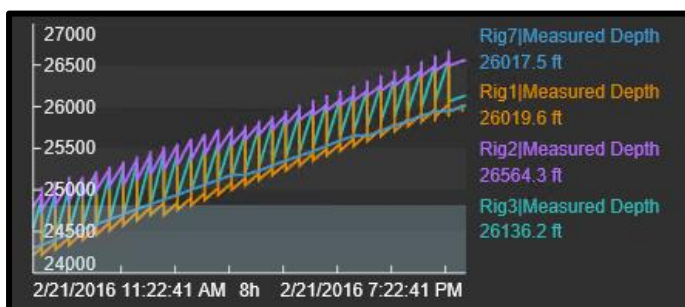 27000
26500
26000
25500
25000
24500
24000
2/21/2016 11:22:41 AM 8h 2/21/2016 7:22:41 PM
Rig7|Measured Depth
26017.5 ft
Rig1|Measured Depth
26019.6 ft
Rig2|Measured Depth
26564.3 ft
Rig3|Measured Depth
26136.2 ft